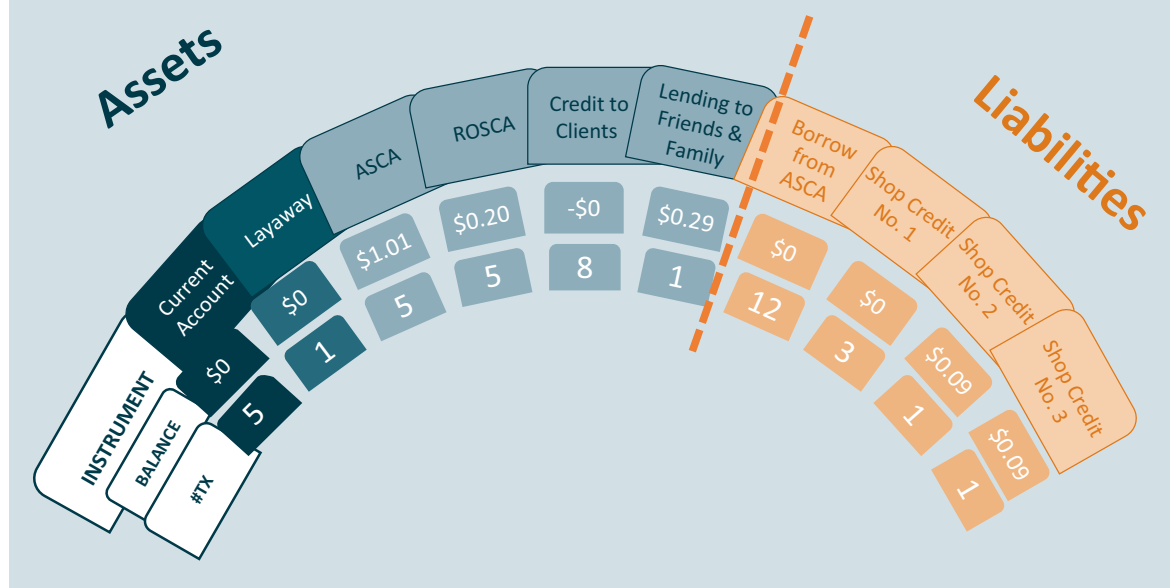 Assets
Liabilities
INSTRUMENT
BALANCE
#TX
Current
Account
$0
5
Layaway
$0
1
ASCA
$1.01
5
ROSCA
$0.20
5
Credit to
Clients
-$0
8
Lending to
Friends &
Family
$0.29
1
Borrow
from
ASCA
$0
12
Shop Credit
No. 1
$0
3
Shop Credit
No. 2
$0.09
1
Shop Credit
No. 3
$0.09
1